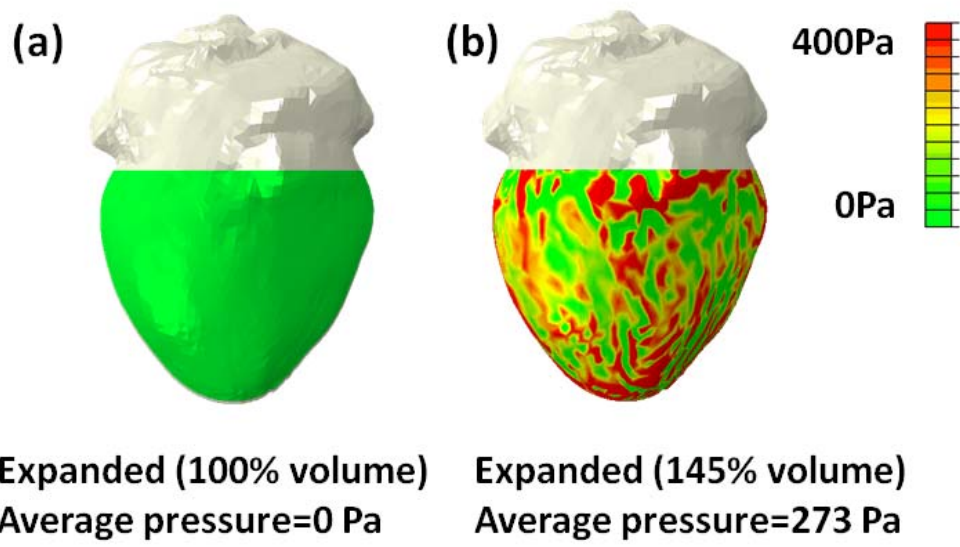 (a)
(b)
400Pa
0Pa
Expanded (100% volume)
Average pressure=0 Pa
Expanded (145% volume)
Average pressure=273 Pa